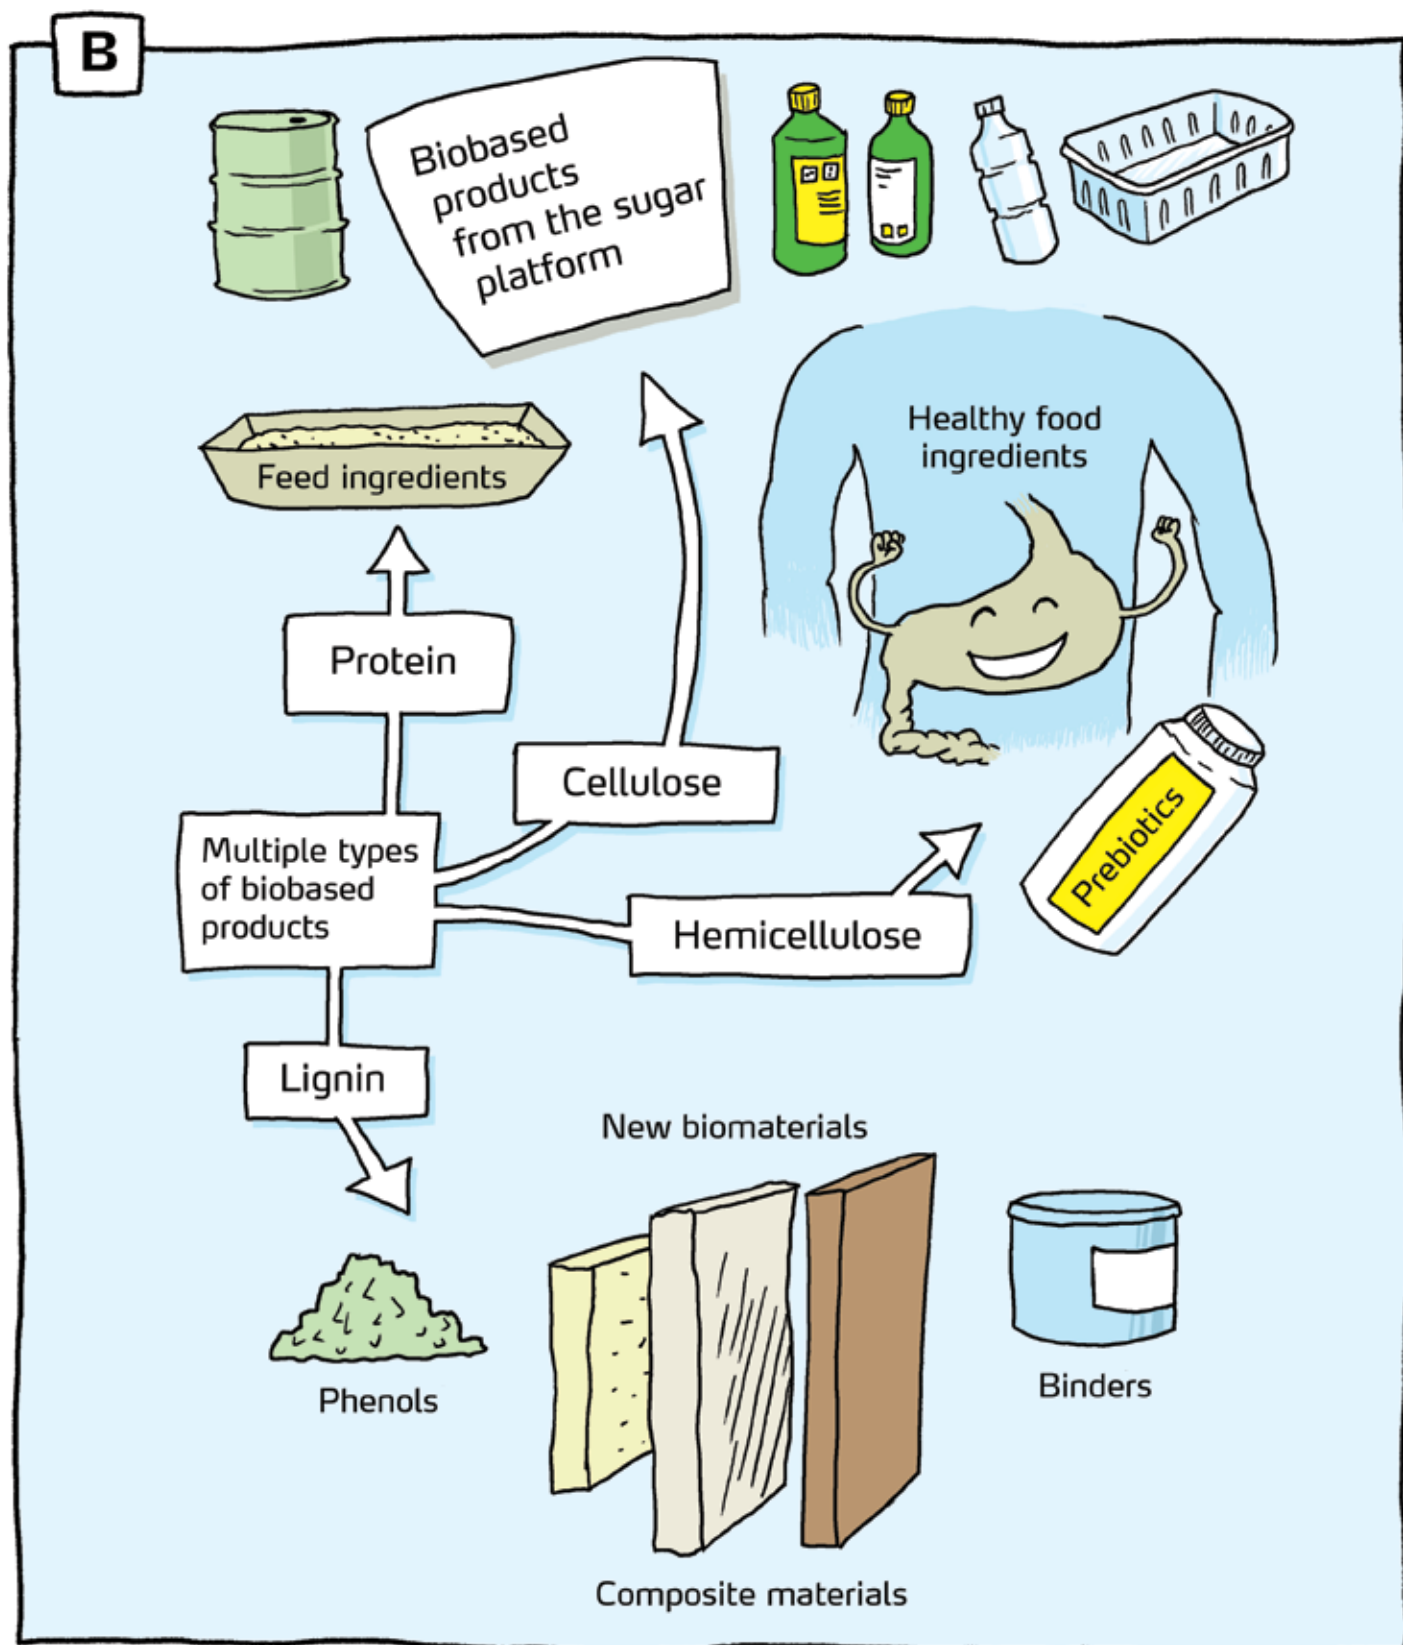 B
Biobased
products
from the sugar
platform
Healthy food
ingredients
Feed ingredients
Protein
Cellulose
Prebiotics
Multiple types
of biobased
products
Hemicellulose
Lignin
New biomaterials
Phenols
Binders
Composite materials